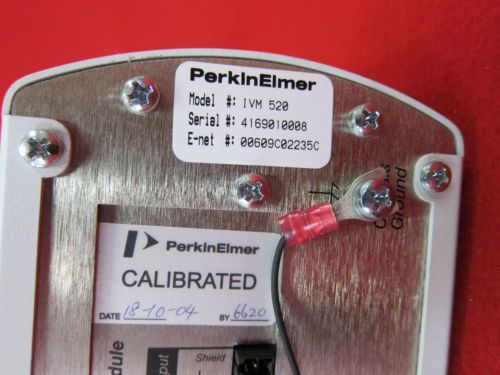 PerkinElmer
Model #: IVM 520
Serial #: 4169010008
E-net #: 00609C02235C
Ground
PerkinElmer
CALIBRATED
DATE 18-10-04 BY 6620
Shield